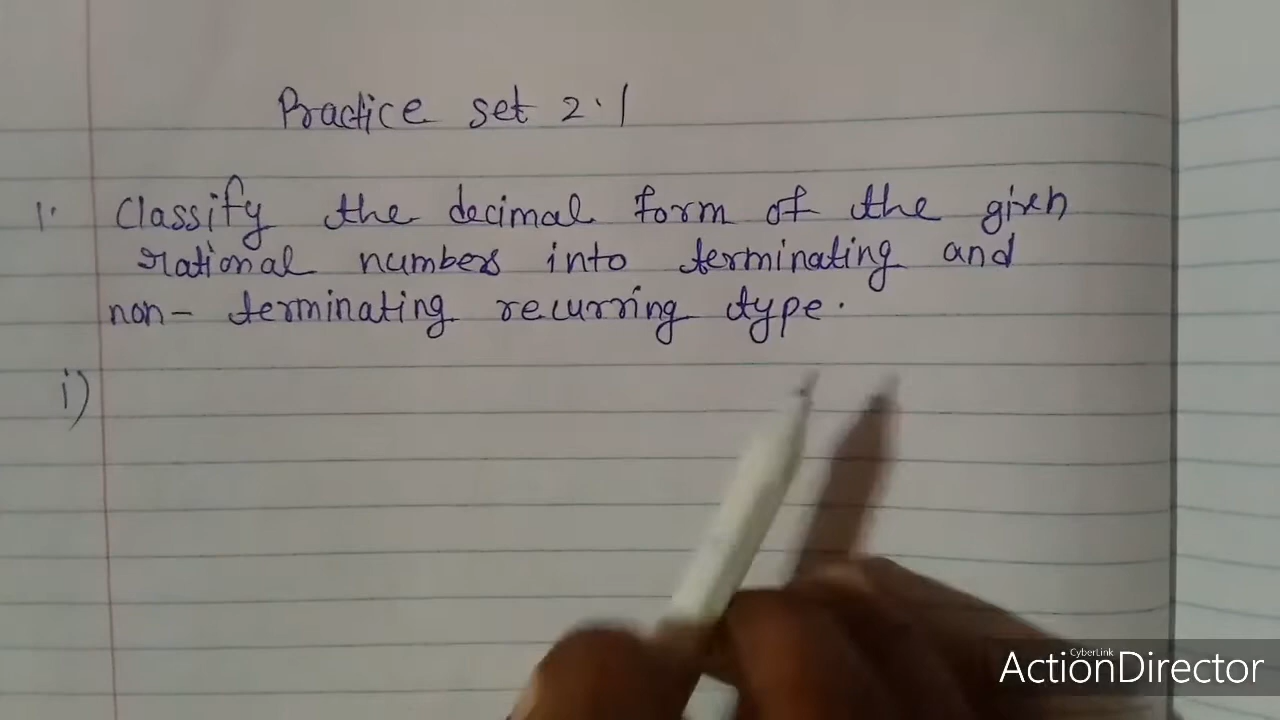 Practice set 2.1
1. Classify the decimal form of the given
rational numbers into terminating and
non- terminating recurring type.
i)
CyberLink
ActionDirector